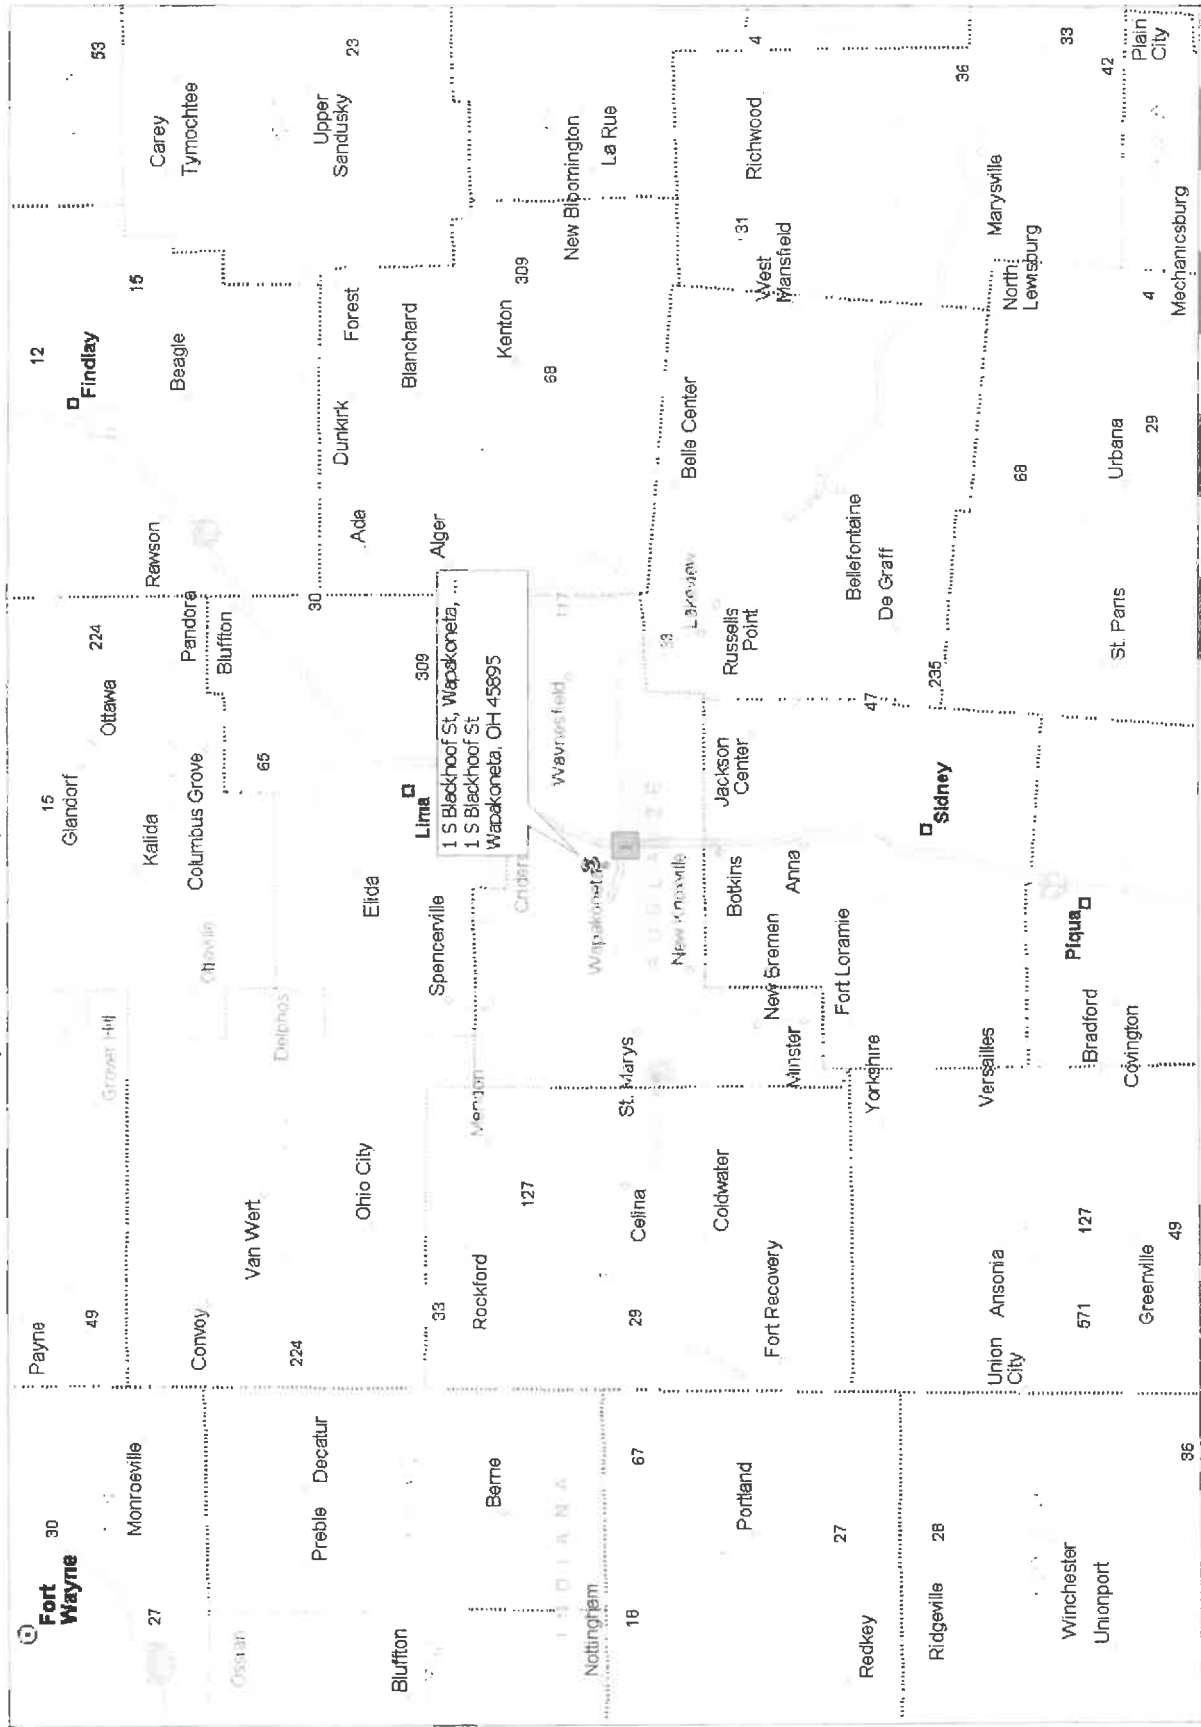 Fort
Wayne
30
27
Monroeville
Ossian
Preble
Decatur
Bluffton
Berne
INDIANA
Nottingham
18
67
Portland
27
Redkey
Ridgeville
28
Winchester
Unionport
36
Payne
49
Convoy
Van Wert
224
Ohio City
33
Rockford
127
Mendon
29
Celina
Coldwater
Fort Recovery
St. Marys
Minster
New Bremen
Yorkshire
Fort Loramie
Versailles
Union
City
Ansonia
571
127
Greenville
49
Bradford
Covington
Piqua
Grover Hill
Ottoville
Delphos
15
Glandorf
Kalida
Columbus Grove
Ottawa
224
Pandora
Bluffton
65
30
Elida
Lima
309
Spencerville
1 S Blackhoof St, Wapakoneta, ...
1 S Blackhoof St
Wapakoneta, OH 45895
Cridersville
Wapakoneta
Waynesfield
117
AUGLAIZE
New Knoxville
Botkins
Anna
Jackson
Center
33
Lakeview
Russells
Point
47
Sidney
235
12
Findlay
Rawson
Beagle
15
Ada
Dunkirk
Forest
Alger
Blanchard
Kenton
309
68
Belle Center
Bellefontaine
De Graff
68
St. Paris
Urbana
29
53
Carey
Tymochtee
Upper
Sandusky
23
New Bloomington
La Rue
4
Richwood
31
West
Mansfield
36
Marysville
North
Lewisburg
33
42
Plain
City
4
Mechanicsburg